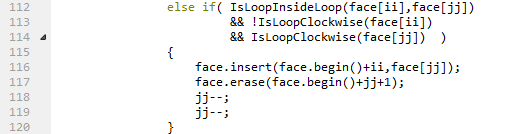 112 else if( IsLoopInsideLoop(face[ii],face[jj])
113 && !IsLoopClockwise(face[ii])
114 && IsLoopClockwise(face[jj])  )
115 {
116 face.insert(face.begin()+ii,face[jj]);
117 face.erase(face.begin()+jj+1);
118 jj--;
119 jj--;
120 }